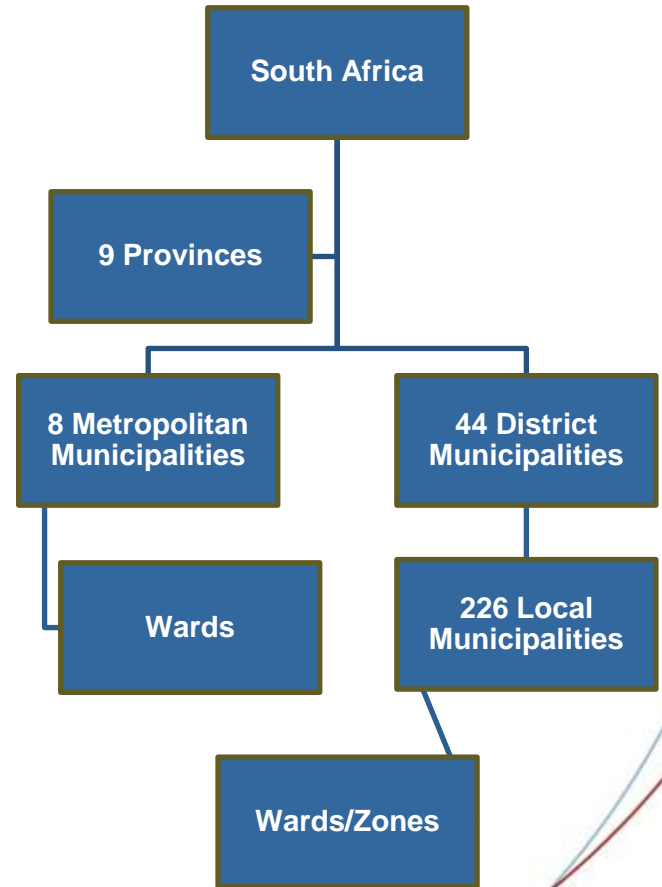 South Africa
9 Provinces
8 Metropolitan
Municipalities
44 District
Municipalities
Wards
226 Local
Municipalities
Wards/Zones